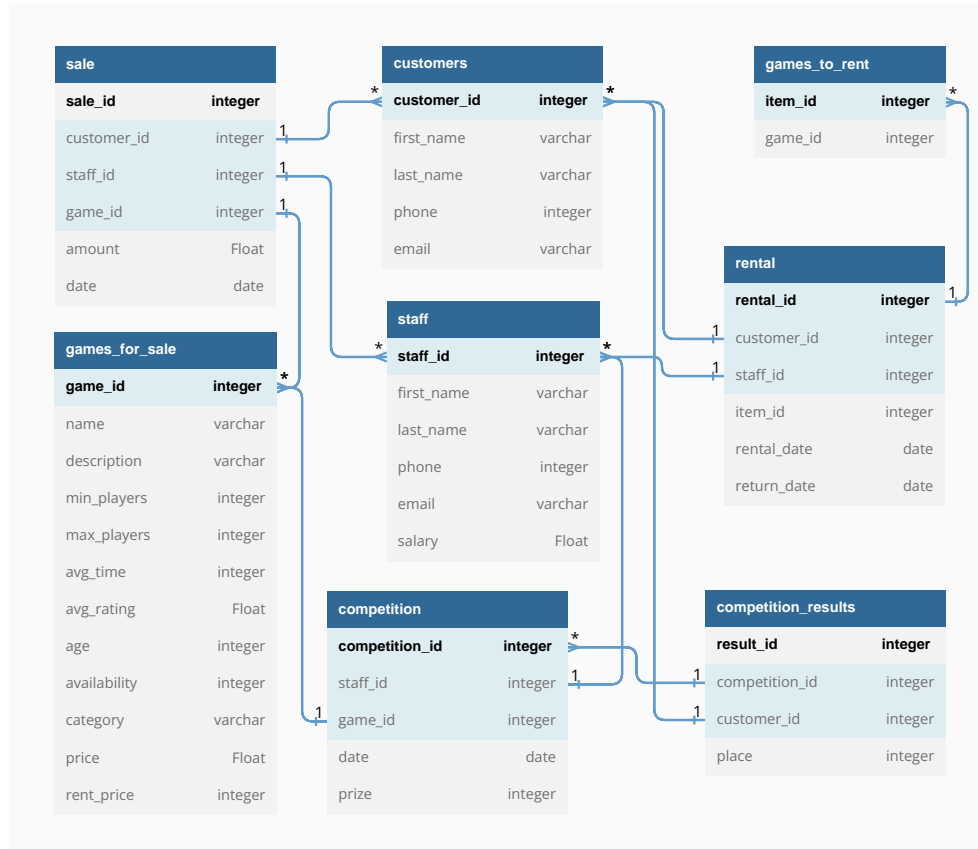 sale
sale_id integer
customer_id integer
staff_id integer
game_id integer
amount Float
date date
customers
customer_id integer
first_name varchar
last_name varchar
phone integer
email varchar
games_to_rent
item_id integer
game_id integer
rental
rental_id integer
customer_id integer
staff_id integer
item_id integer
rental_date date
return_date date
games_for_sale
game_id integer
name varchar
description varchar
min_players integer
max_players integer
avg_time integer
avg_rating Float
age integer
availability integer
category varchar
price Float
rent_price integer
staff
staff_id integer
first_name varchar
last_name varchar
phone integer
email varchar
salary Float
competition
competition_id integer
staff_id integer
game_id integer
date date
prize integer
competition_results
result_id integer
competition_id integer
customer_id integer
place integer
1
1
1
*
*
*
*
*
*
*
1
1
1
1
1
1
1